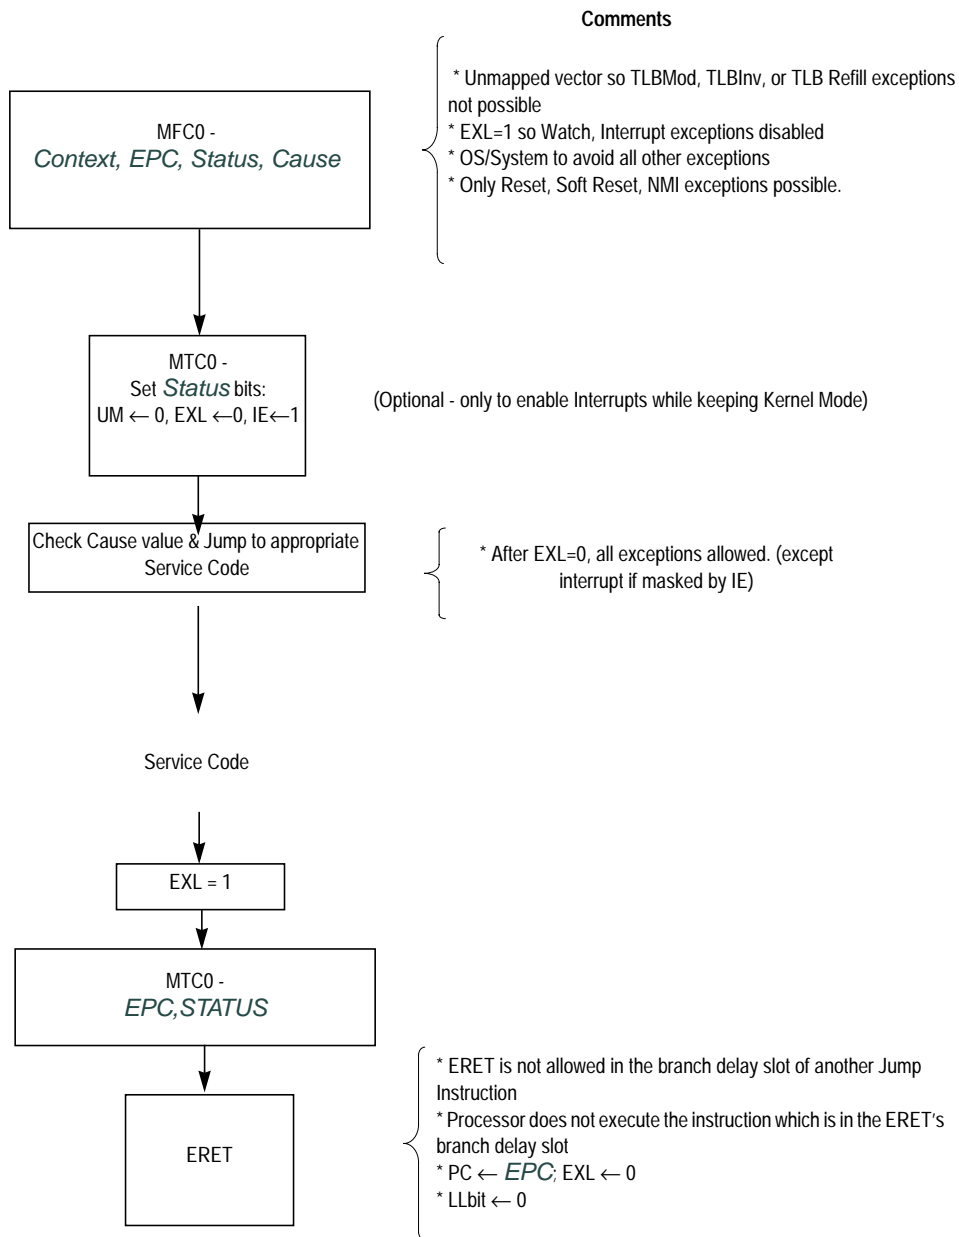 Comments
* Unmapped vector so TLBMod, TLBInv, or TLB Refill exceptions
not possible
* EXL=1 so Watch, Interrupt exceptions disabled
* OS/System to avoid all other exceptions
* Only Reset, Soft Reset, NMI exceptions possible.
MFC0 -
Context, EPC, Status, Cause
MTC0 -
Set Status bits:
UM ← 0, EXL ←0, IE←1
(Optional - only to enable Interrupts while keeping Kernel Mode)
Check Cause value & Jump to appropriate
Service Code
* After EXL=0, all exceptions allowed. (except
interrupt if masked by IE)
Service Code
EXL = 1
MTC0 -
EPC,STATUS
ERET
* ERET is not allowed in the branch delay slot of another Jump
Instruction
* Processor does not execute the instruction which is in the ERET's
branch delay slot
* PC ← EPC; EXL ← 0
* LLbit ← 0